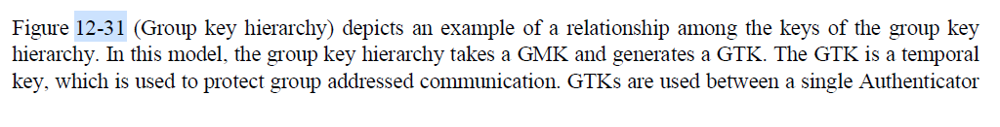 Figure 12-31 (Group key hierarchy) depicts an example of a relationship among the keys of the group key
hierarchy. In this model, the group key hierarchy takes a GMK and generates a GTK. The GTK is a temporal
key, which is used to protect group addressed communication. GTKs are used between a single Authenticator